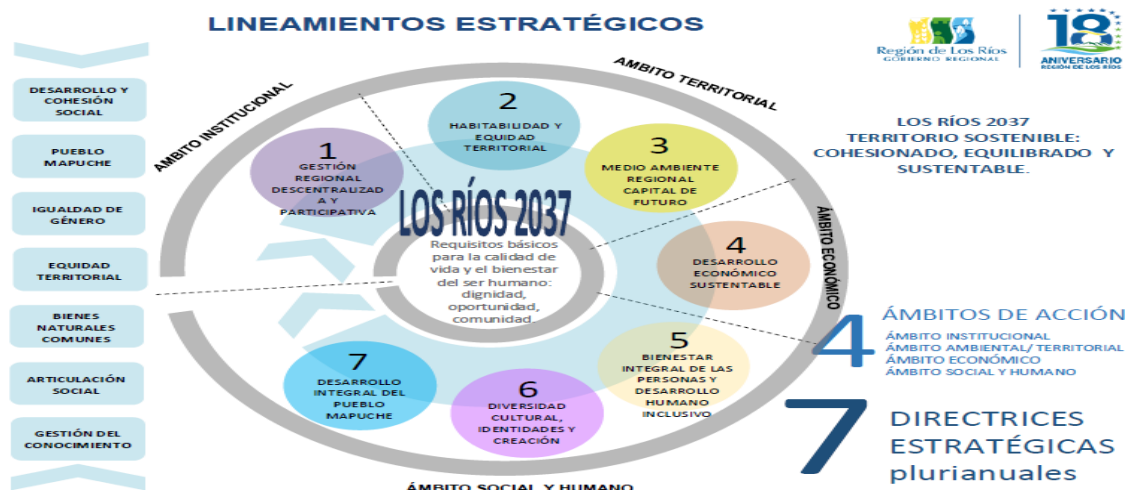 LINEAMIENTOS ESTRATÉGICOS
Región de Los Ríos
GOBIERNO REGIONAL
18
ANIVERSARIO
REGIÓN DE LOS RÍOS
DESARROLLO Y
COHESIÓN
SOCIAL
PUEBLO
MAPUCHE
IGUALDAD DE
GÉNERO
EQUIDAD
TERRITORIAL
BIENES
NATURALES
COMUNES
ARTICULACIÓN
SOCIAL
GESTIÓN DEL
CONOCIMIENTO
ÁMBITO INSTITUCIONAL
ÁMBITO TERRITORIAL
ÁMBITO ECONÓMICO
ÁMBITO SOCIAL Y HUMANO
1
GESTIÓN
REGIONAL
DESCENTRALIZAD
A Y
PARTICIPATIVA
2
HABITABILIDAD Y
EQUIDAD
TERRITORIAL
3
MEDIO AMBIENTE
REGIONAL
CAPITAL DE
FUTURO
4
DESARROLLO
ECONÓMICO
SUSTENTABLE
5
BIENESTAR
INTEGRAL DE LAS
PERSONAS Y
DESARROLLO
HUMANO
INCLUSIVO
6
DIVERSIDAD
CULTURAL,
IDENTIDADES Y
CREACIÓN
7
DESARROLLO
INTEGRAL DEL
PUEBLO
MAPUCHE
LOS RÍOS 2037
Requisitos básicos
para la calidad de
vida y el bienestar
del ser humano:
dignidad,
oportunidad,
comunidad.
LOS RÍOS 2037
TERRITORIO SOSTENIBLE:
COHESIONADO, EQUILIBRADO Y
SUSTENTABLE.
4 ÁMBITOS DE ACCIÓN
ÁMBITO INSTITUCIONAL
ÁMBITO AMBIENTAL/ TERRITORIAL
ÁMBITO ECONÓMICO
ÁMBITO SOCIAL Y HUMANO
7 DIRECTRICES
ESTRATÉGICAS
plurianuales